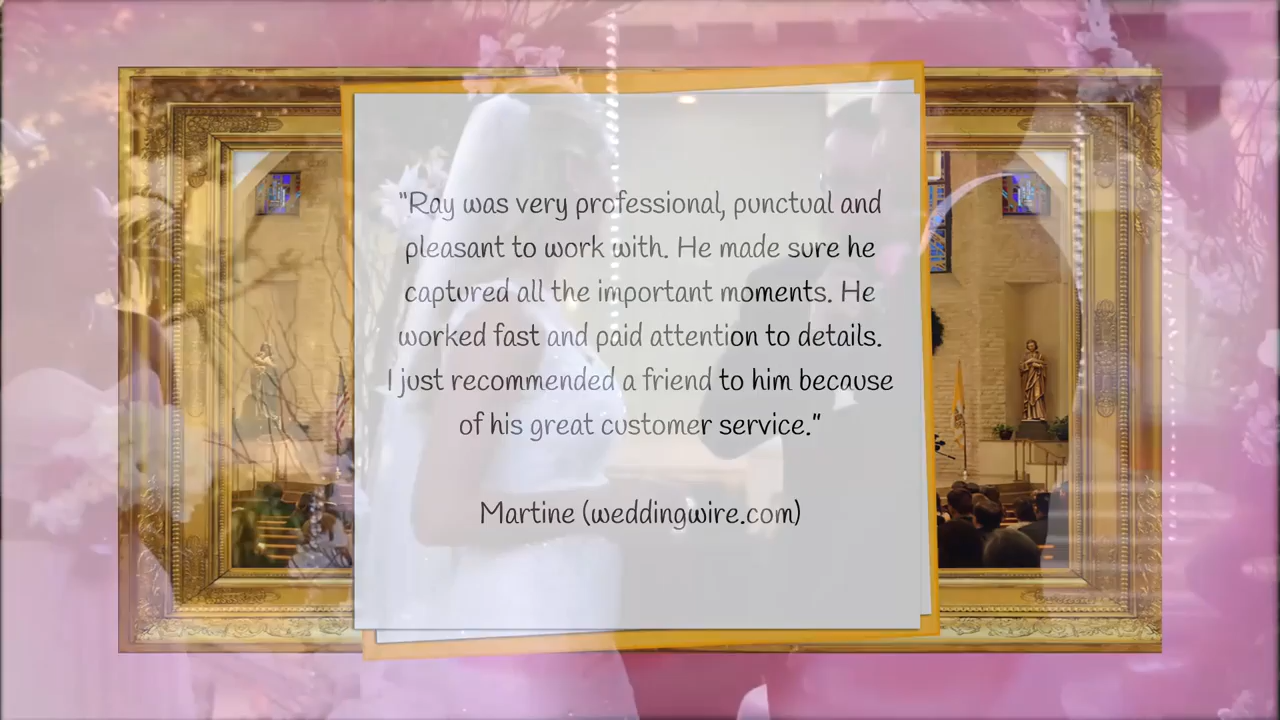 "Ray was very professional, punctual and
pleasant to work with. He made sure he
captured all the important moments. He
worked fast and paid attention to details.
I just recommended a friend to him because
of his great customer service."
Martine (weddingwire.com)